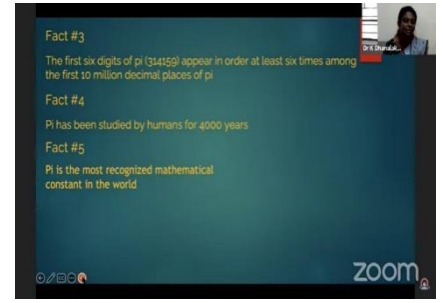 Fact #3
The first six digits of pi (314159) appear in order at least six times among
the first 10 million decimal places of pi
Fact #4
Pi has been studied by humans for 4000 years
Fact #5
Pi is the most recognized mathematical
constant in the world
zoom